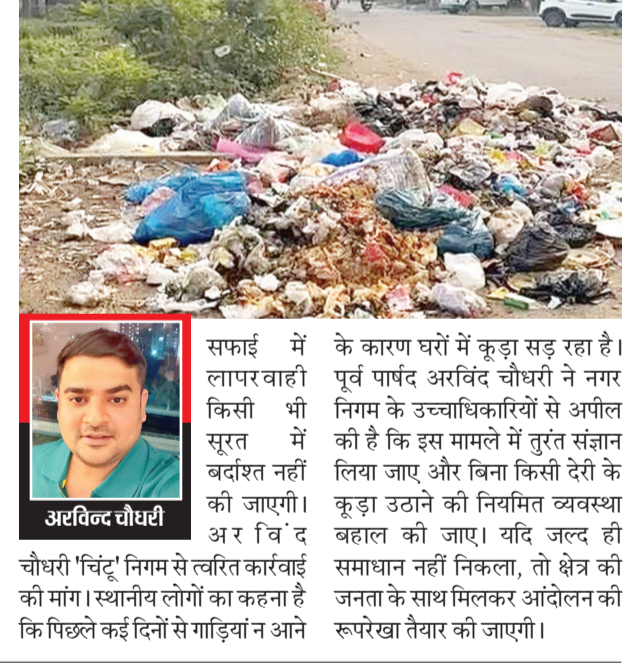 अरविन्द चौधरी
सफाई में
लापरवाही
किसी भी
सूरत में
बर्दाश्त नहीं
की जाएगी।
अरविंद
चौधरी 'चिंटू' निगम से त्वरित कार्रवाई
की मांग। स्थानीय लोगों का कहना है
कि पिछले कई दिनों से गाड़ियां न आने
के कारण घरों में कूड़ा सड़ रहा है।
पूर्व पार्षद अरविंद चौधरी ने नगर
निगम के उच्चाधिकारियों से अपील
की है कि इस मामले में तुरंत संज्ञान
लिया जाए और बिना किसी देरी के
कूड़ा उठाने की नियमित व्यवस्था
बहाल की जाए। यदि जल्द ही
समाधान नहीं निकला, तो क्षेत्र की
जनता के साथ मिलकर आंदोलन की
रूपरेखा तैयार की जाएगी।